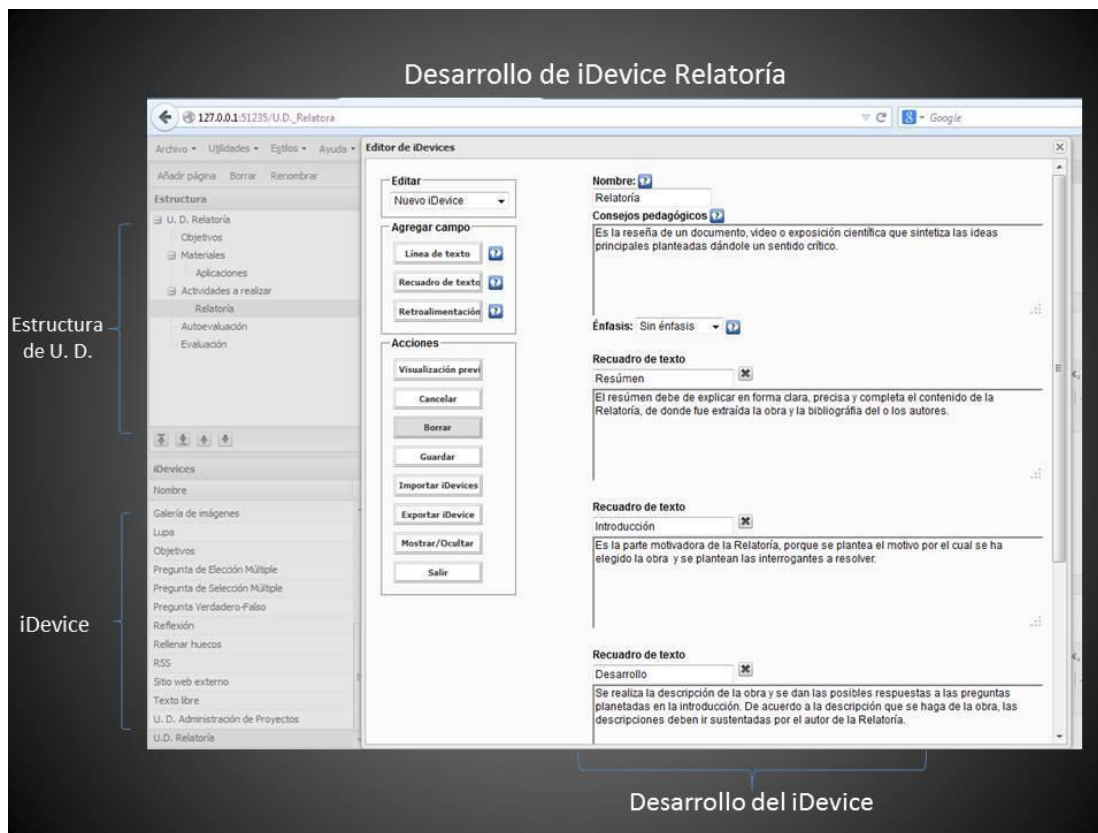 Desarrollo de iDevice Relatoría
127.0.0.1:51235/U.D._Relatora
Google
Archivo Utilidades Estilos Ayuda
Añadir página Borrar Renombrar
Estructura
U. D. Relatoría
Objetivos
Materiales
Aplicaciones
Actividades a realizar
Relatoría
Autoevaluación
Evaluación
Estructura
de U. D.
iDevices
Nombre
Galería de imágenes
Lupa
Objetivos
Pregunta de Elección Múltiple
Pregunta de Selección Múltiple
Pregunta Verdadero-Falso
Reflexión
Rellenar huecos
RSS
Sitio web externo
Texto libre
U. D. Administración de Proyectos
U.D. Relatoría
iDevice
Editor de iDevices
Editar
Nuevo iDevice
Agregar campo
Línea de texto
Recuadro de texto
Retroalimentación
Acciones
Visualización previ
Cancelar
Borrar
Guardar
Importar iDevices
Exportar iDevice
Mostrar/Ocultar
Salir
Nombre:
Relatoría
Consejos pedagógicos
Es la reseña de un documento, video o exposición científica que sintetiza las ideas
principales planteadas dándole un sentido crítico.
Énfasis: Sin énfasis
Recuadro de texto
Resúmen
El resúmen debe de explicar en forma clara, precisa y completa el contenido de la
Relatoría, de donde fue extraída la obra y la bibliográfia del o los autores.
Recuadro de texto
Introducción
Es la parte motivadora de la Relatoría, porque se plantea el motivo por el cual se ha
elegido la obra y se plantean las interrogantes a resolver.
Recuadro de texto
Desarrollo
Se realiza la descripción de la obra y se dan las posibles respuestas a las preguntas
planetadas en la introducción. De acuerdo a la descripción que se haga de la obra, las
descripciones deben ir sustentadas por el autor de la Relatoría.
Desarrollo del iDevice